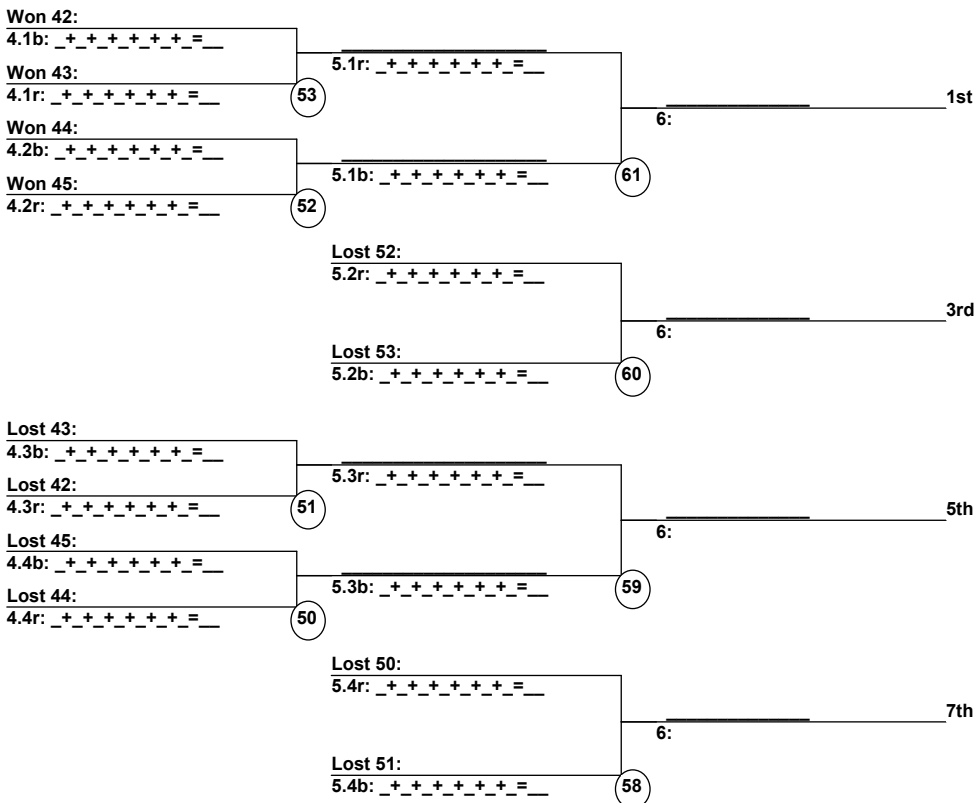 Won 42:
4.1b: _+_+_+_+_+_+_=__
Won 43:
4.1r: _+_+_+_+_+_+_=__
53
5.1r: _+_+_+_+_+_+_=__
Won 44:
4.2b: _+_+_+_+_+_+_=__
Won 45:
4.2r: _+_+_+_+_+_+_=__
52
5.1b: _+_+_+_+_+_+_=__
61
6:
1st
Lost 52:
5.2r: _+_+_+_+_+_+_=__
Lost 53:
5.2b: _+_+_+_+_+_+_=__
60
6:
3rd
Lost 43:
4.3b: _+_+_+_+_+_+_=__
Lost 42:
4.3r: _+_+_+_+_+_+_=__
51
5.3r: _+_+_+_+_+_+_=__
Lost 45:
4.4b: _+_+_+_+_+_+_=__
Lost 44:
4.4r: _+_+_+_+_+_+_=__
50
5.3b: _+_+_+_+_+_+_=__
59
6:
5th
Lost 50:
5.4r: _+_+_+_+_+_+_=__
Lost 51:
5.4b: _+_+_+_+_+_+_=__
58
6:
7th